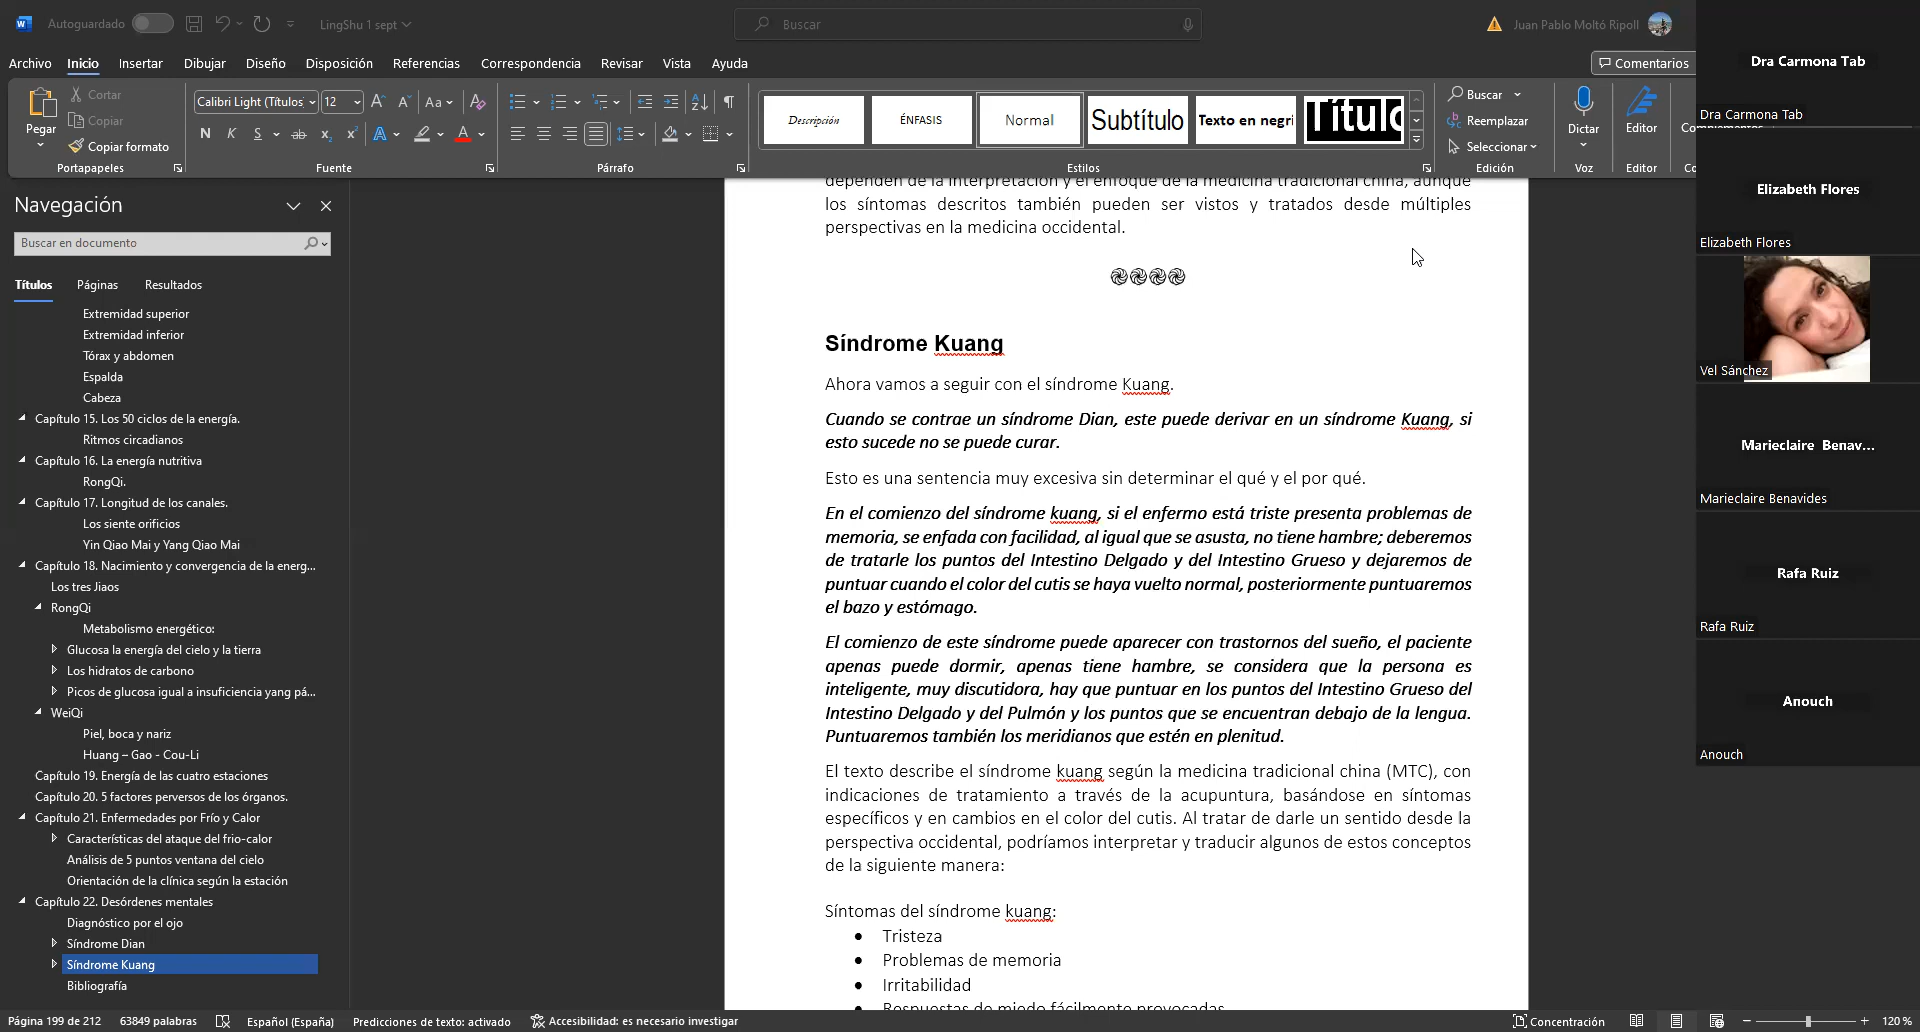 Autoguardado
LingShu 1 sept
Buscar
Juan Pablo Moltó Ripoll
Archivo Inicio Insertar Dibujar Diseño Disposición Referencias Correspondencia Revisar Vista Ayuda
Comentarios
Pegar
Cortar
Copiar
Copiar formato
Portapapeles
Calibri Light (Títulos 12
Aa
N K S ab x₂ x² A A
Fuente
Párrafo
Descripción
ÉNFASIS
Normal
Subtítulo
Texto en negri
Título
Estilos
Buscar
Reemplazar
Seleccionar
Edición
Dictar
Voz
Editor
Editor
Navegación
Buscar en documento
Títulos Páginas Resultados
Extremidad superior
Extremidad inferior
Tórax y abdomen
Espalda
Cabeza
Capítulo 15. Los 50 ciclos de la energía.
Ritmos circadianos
Capítulo 16. La energía nutritiva
RongQi.
Capítulo 17. Longitud de los canales.
Los siente orificios
Yin Qiao Mai y Yang Qiao Mai
Capítulo 18. Nacimiento y convergencia de la energ...
Los tres Jiaos
RongQi
Metabolismo energético:
Glucosa la energía del cielo y la tierra
Los hidratos de carbono
Picos de glucosa igual a insuficiencia yang pá...
WeiQi
Piel, boca y nariz
Huang – Gao - Cou-Li
Capítulo 19. Energía de las cuatro estaciones
Capítulo 20. 5 factores perversos de los órganos.
Capítulo 21. Enfermedades por Frío y Calor
Características del ataque del frio-calor
Análisis de 5 puntos ventana del cielo
Orientación de la clínica según la estación
Capítulo 22. Desórdenes mentales
Diagnóstico por el ojo
Síndrome Dian
Síndrome Kuang
Bibliografía
dependen de la interpretación y el enfoque de la medicina tradicional china, aunque
los síntomas descritos también pueden ser vistos y tratados desde múltiples
perspectivas en la medicina occidental.
Síndrome Kuang
Ahora vamos a seguir con el síndrome Kuang.
Cuando se contrae un síndrome Dian, este puede derivar en un síndrome Kuang, si
esto sucede no se puede curar.
Esto es una sentencia muy excesiva sin determinar el qué y el por qué.
En el comienzo del síndrome kuang, si el enfermo está triste presenta problemas de
memoria, se enfada con facilidad, al igual que se asusta, no tiene hambre; deberemos
de tratarle los puntos del Intestino Delgado y del Intestino Grueso y dejaremos de
puntuar cuando el color del cutis se haya vuelto normal, posteriormente puntuaremos
el bazo y estómago.
El comienzo de este síndrome puede aparecer con trastornos del sueño, el paciente
apenas puede dormir, apenas tiene hambre, se considera que la persona es
inteligente, muy discutidora, hay que puntuar en los puntos del Intestino Grueso del
Intestino Delgado y del Pulmón y los puntos que se encuentran debajo de la lengua.
Puntuaremos también los meridianos que estén en plenitud.
El texto describe el síndrome kuang según la medicina tradicional china (MTC), con
indicaciones de tratamiento a través de la acupuntura, basándose en síntomas
específicos y en cambios en el color del cutis. Al tratar de darle un sentido desde la
perspectiva occidental, podríamos interpretar y traducir algunos de estos conceptos
de la siguiente manera:
Síntomas del síndrome kuang:
• Tristeza
• Problemas de memoria
• Irritabilidad
• Respuestas de miedo fácilmente provocadas
Dra Carmona Tab
Dra Carmona Tab
Elizabeth Flores
Elizabeth Flores
Vel Sánchez
Marieclaire Benav...
Marieclaire Benavides
Rafa Ruiz
Rafa Ruiz
Anouch
Anouch
Página 199 de 212 63849 palabras Español (España) Predicciones de texto: activado Accesibilidad: es necesario investigar
Concentración
120 %